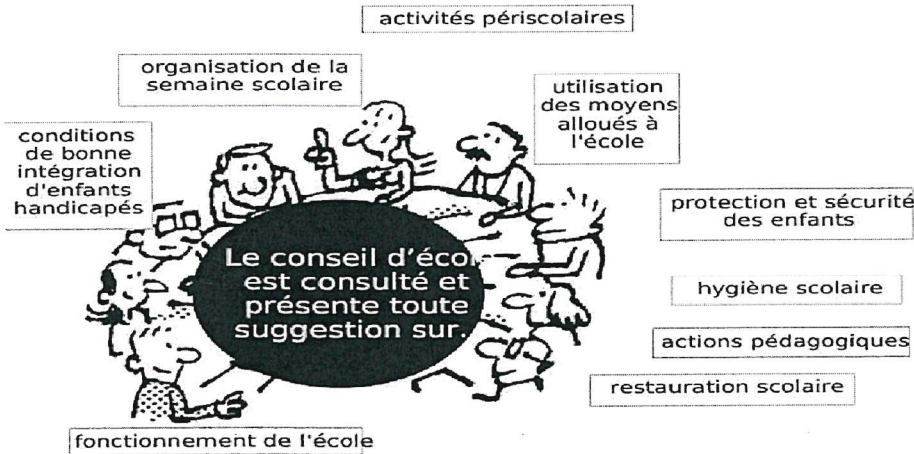 activités périscolaires
organisation de la
semaine scolaire
utilisation
des moyens
alloués à
l'école
conditions
de bonne
intégration
d'enfants
handicapés
protection et sécurité
des enfants
Le conseil d'école
est consulté et
présente toute
suggestion sur..
hygiène scolaire
actions pédagogiques
restauration scolaire
fonctionnement de l'école